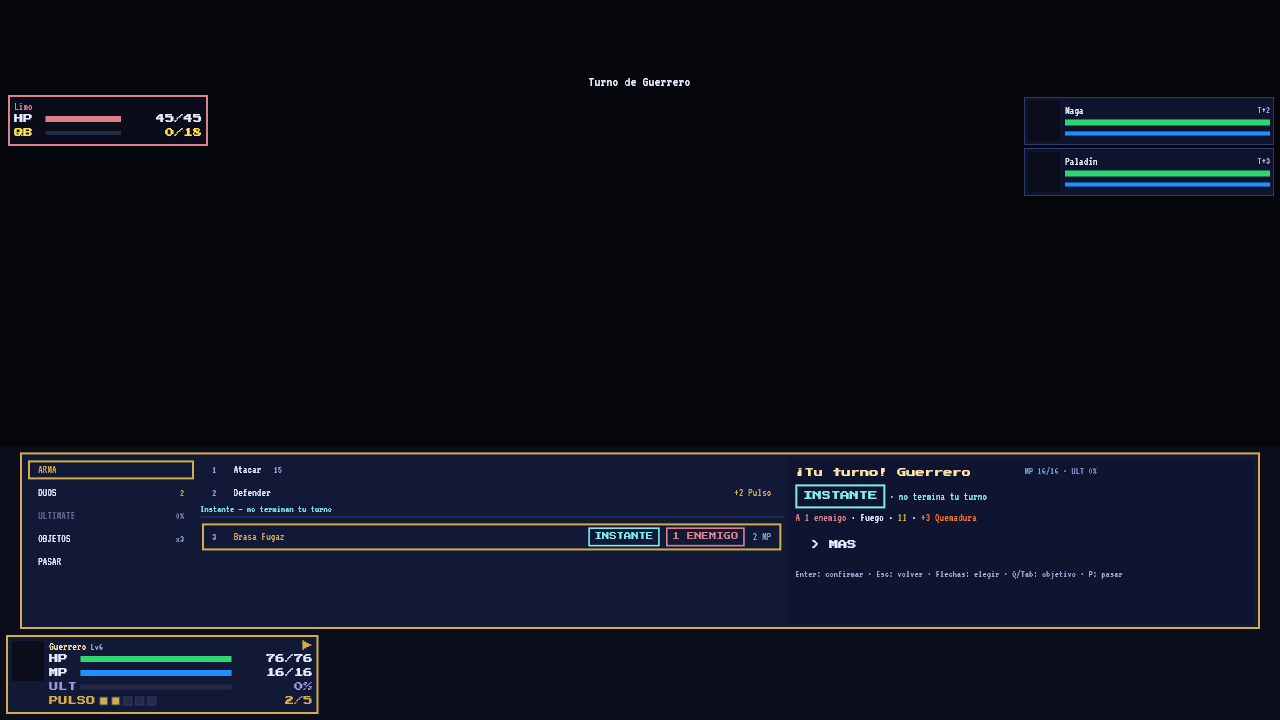 Turno de Guerrero
Limo
HP 45/45
QB 0/18
Maga T+2
Paladin T+3
ARMA
DUOS 2
ULTIMATE 0%
OBJETOS x3
PASAR
1 Atacar 15
2 Defender +2 Pulso
Instante — no terminan tu turno
3 Brasa Fugaz INSTANTE 1 ENEMIGO 2 MP
¡Tu turno! Guerrero MP 16/16 · ULT 0%
INSTANTE · no termina tu turno
A 1 enemigo · Fuego · 11 · +3 Quemadura
> MAS
Enter: confirmar · Esc: volver · Flechas: elegir · Q/Tab: objetivo · P: pasar
Guerrero Lv6
HP 76/76
MP 16/16
ULT 0%
PULSO 2/5